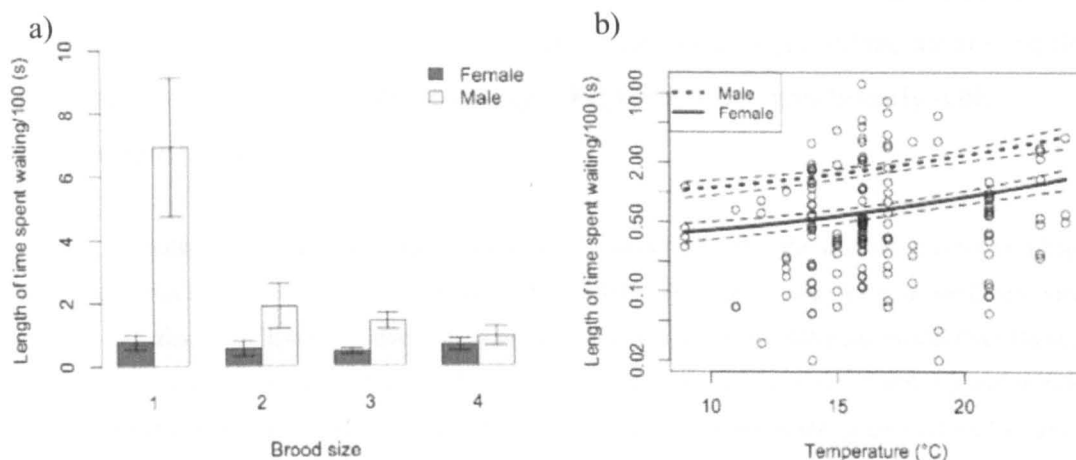 a)
Length of time spent waiting/100 (s)
10
8
6
4
2
0
Female
Male
1
2
3
4
Brood size
b)
Length of time spent waiting/100 (s)
10.00
2.00
0.50
0.10
0.02
Male
Female
10
15
20
Temperature (°C)